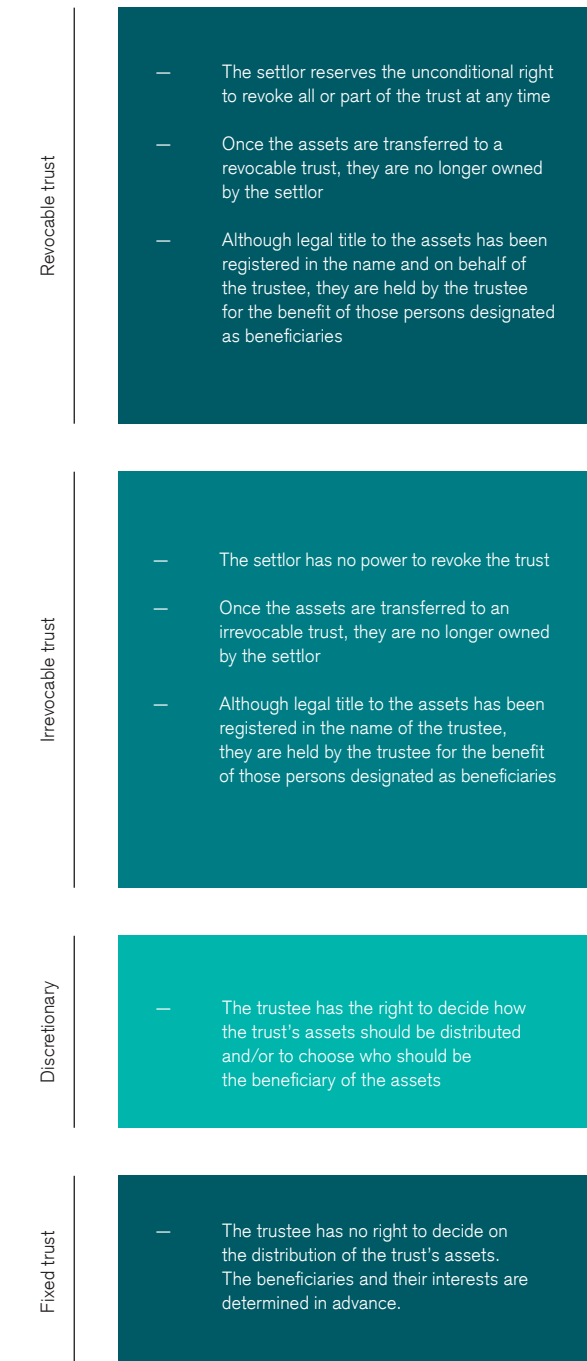 Revocable trust
— The settlor reserves the unconditional right
to revoke all or part of the trust at any time
— Once the assets are transferred to a
revocable trust, they are no longer owned
by the settlor
— Although legal title to the assets has been
registered in the name and on behalf of
the trustee, they are held by the trustee
for the benefit of those persons designated
as beneficiaries
Irrevocable trust
— The settlor has no power to revoke the trust
— Once the assets are transferred to an
irrevocable trust, they are no longer owned
by the settlor
— Although legal title to the assets has been
registered in the name of the trustee,
they are held by the trustee for the benefit
of those persons designated as beneficiaries
Discretionary
— The trustee has the right to decide how
the trust's assets should be distributed
and/or to choose who should be
the beneficiary of the assets
Fixed trust
— The trustee has no right to decide on
the distribution of the trust's assets.
The beneficiaries and their interests are
determined in advance.